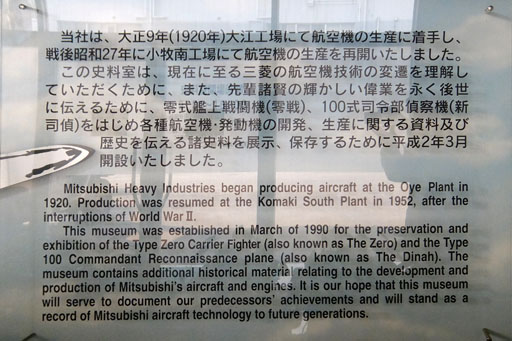 当社は、大正9年(1920年)大江工場にて航空機の生産に着手し、
戦後昭和27年に小牧南工場にて航空機の生産を再開いたしました。
この史料室は、現在に至る三菱の航空機技術の変遷を理解し
ていただくために、また、先輩諸賢の輝かしい偉業を永く後世
に伝えるために、零式艦上戦闘機(零戦)、100式司令部偵察機(新
司偵)をはじめ各種航空機・発動機の開発、生産に関する資料及び
歴史を伝える諸史料を展示、保存するために平成2年3月
開設いたしました。
Mitsubishi Heavy Industries began producing aircraft at the Oye Plant in
1920. Production was resumed at the Komaki South Plant in 1952, after the
interruptions of World War II.
This museum was established in March of 1990 for the preservation and
exhibition of the Type Zero Carrier Fighter (also known as The Zero) and the Type
100 Commandant Reconnaissance plane (also known as The Dinah). The
museum contains additional historical material relating to the development and
production of Mitsubishi's aircraft and engines. It is our hope that this museum
will serve to document our predecessors' achievements and will stand as a
record of Mitsubishi aircraft technology to future generations.